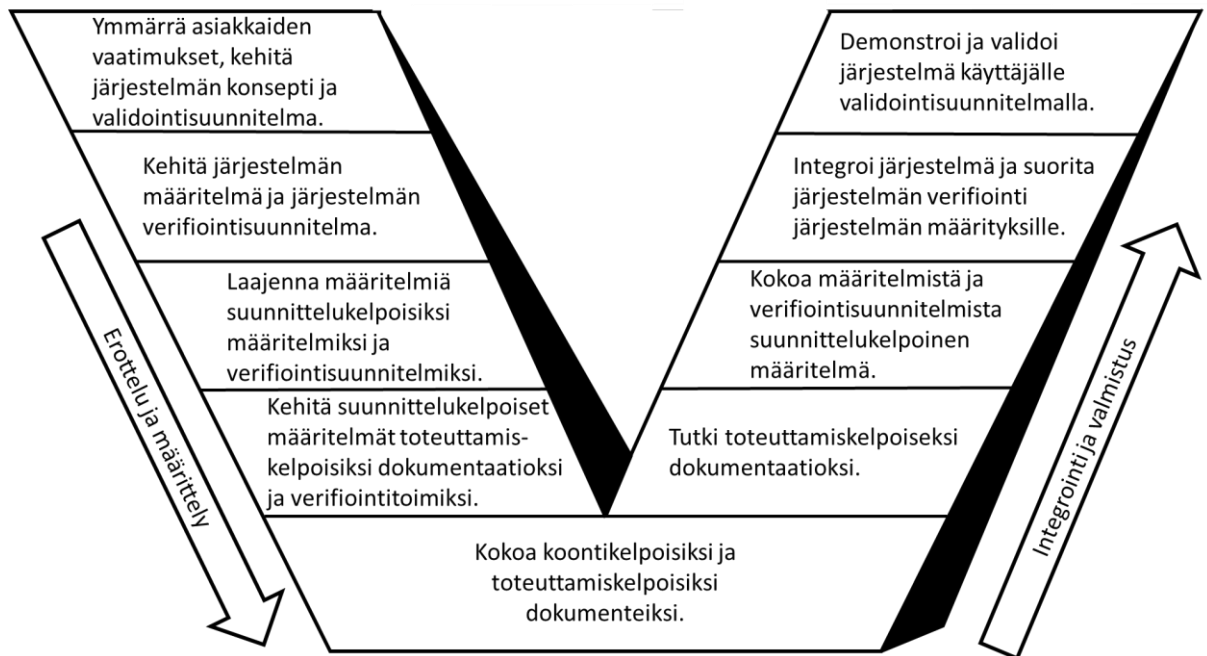 Ymmärrä asiakkaiden
vaatimukset, kehitä
järjestelmän konsepti ja
validointisuunnitelma.
Kehitä järjestelmän
määritelmä ja järjestelmän
verifiointisuunnitelma.
Laajenna määritelmiä
suunnittelukelpoisiksi
määritelmiksi ja
verifiointisuunnitelmiksi.
Kehitä suunnittelukelpoiset
määritelmät toteuttamis-
kelpoisiksi dokumentaatioksi
ja verifiointitoimiksi.
Kokoa koontikelpoisiksi ja
toteuttamiskelpoisiksi
dokumenteiksi.
Tutki toteuttamiskelpoiseksi
dokumentaatioksi.
Kokoa määritelmistä ja
verifiointisuunnitelmista
suunnittelukelpoinen
määritelmä.
Integroi järjestelmä ja suorita
järjestelmän verifiointi
järjestelmän määrityksille.
Demonstroi ja validoi
järjestelmä käyttäjälle
validointisuunnitelmalla.
Erottelu ja määrittely
Integrointi ja valmistus